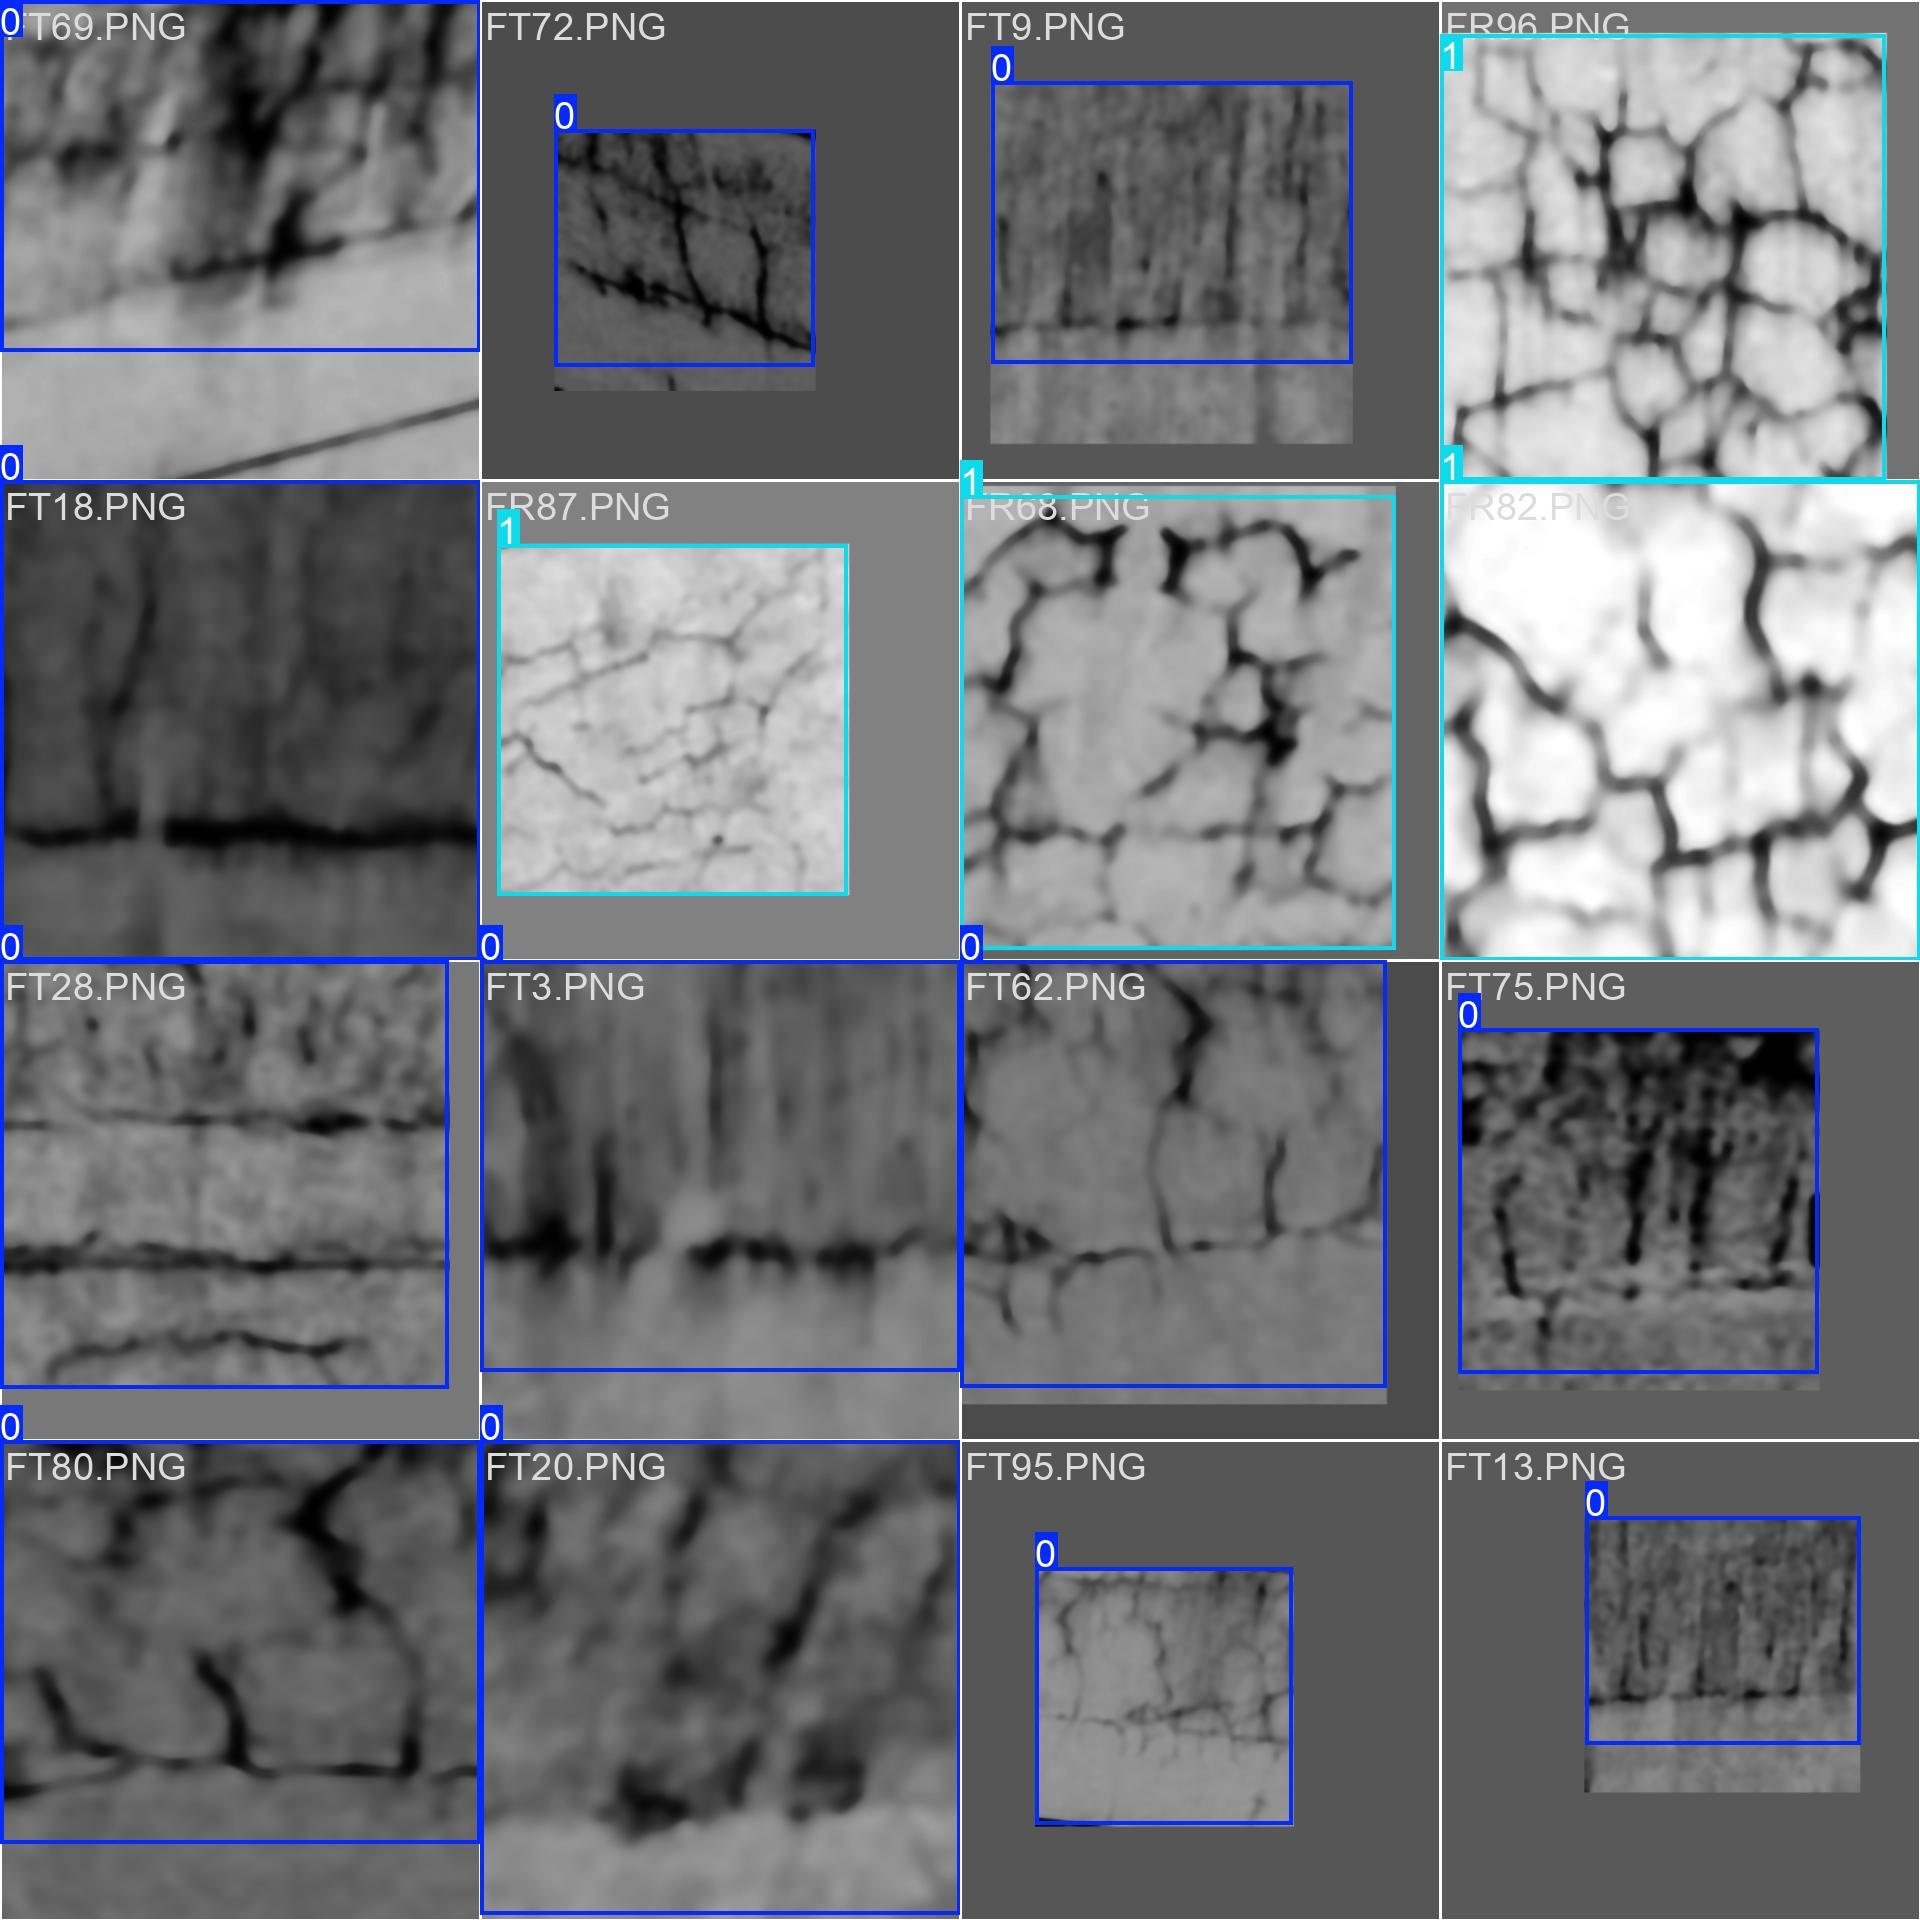 0
FT69.PNG
FT72.PNG
0
FT9.PNG
0
FR96.PNG
1
0
FT18.PNG
FR87.PNG
1
1
FR68.PNG
1
FR82.PNG
0
FT28.PNG
0
FT3.PNG
0
FT62.PNG
FT75.PNG
0
0
FT80.PNG
0
FT20.PNG
FT95.PNG
0
FT13.PNG
0